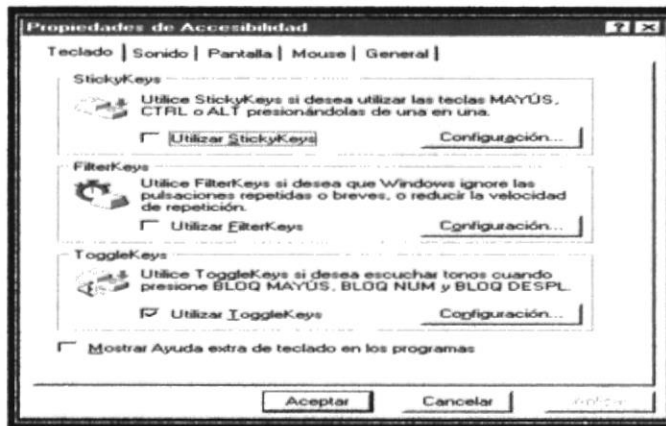 Propiedades de Accesibilidad
Teclado Sonido Pantalla Mouse General
StickyKeys
Utilice StickyKeys si desea utilizar las teclas MAYÚS,
CTRL o ALT presionándolas de una en una.
Utilizar StickyKeys Configuración...
FilterKeys
Utilice FilterKeys si desea que Windows ignore las
pulsaciones repetidas o breves, o reducir la velocidad
de repetición.
Utilizar FilterKeys Configuración...
ToggleKeys
Utilice ToggleKeys si desea escuchar tonos cuando
presione BLOQ MAYÚS, BLOQ NUM y BLOQ DESPL.
Utilizar ToggleKeys Configuración...
Mostrar Ayuda extra de teclado en los programas
Aceptar Cancelar